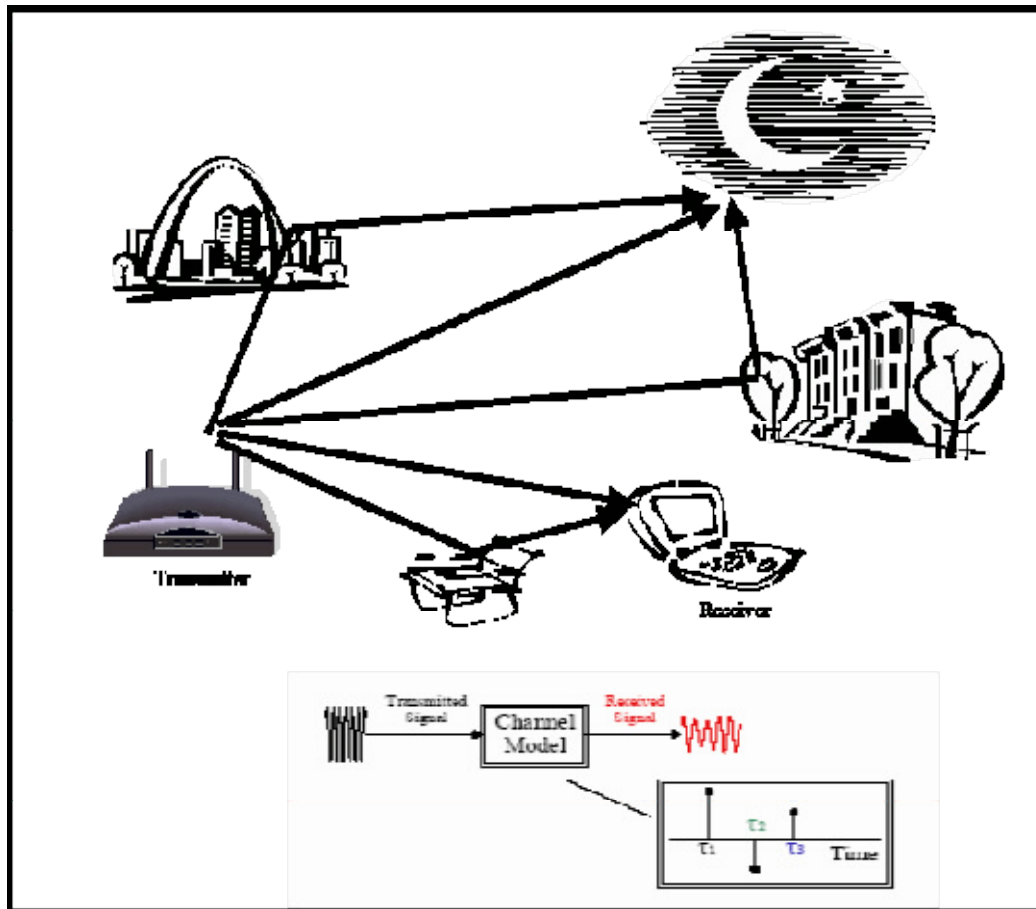 Transmitter
Receiver
Transmitted
Signal
Received
Signal
Channel
Model
τ1
τ2
τ3
Time